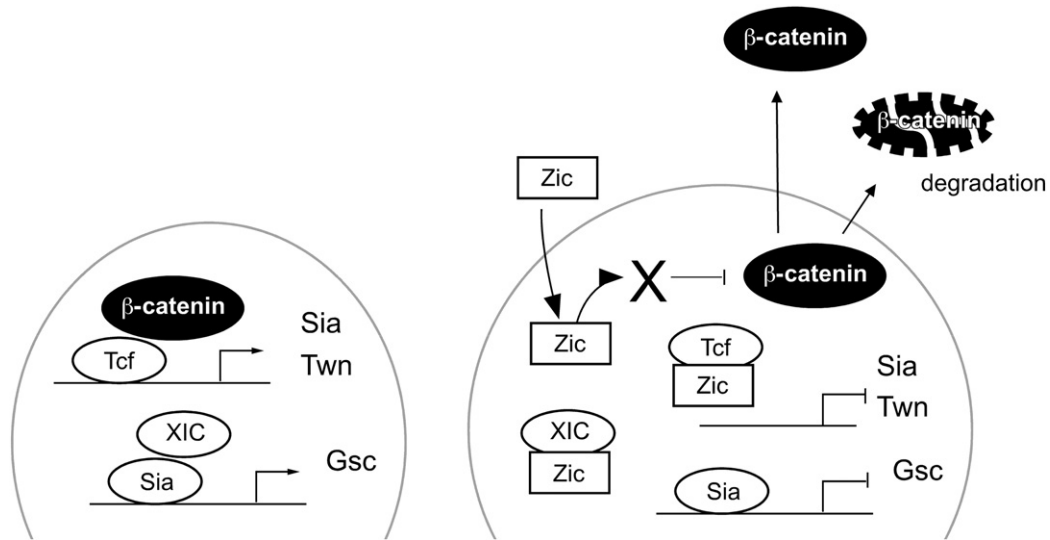 β-catenin
Tcf
Sia
Twn
XIC
Sia
Gsc
β-catenin
β-catenin
degradation
Zic
β-catenin
X
Zic
Tcf
Zic
Sia
Twn
XIC
Zic
Sia
Gsc